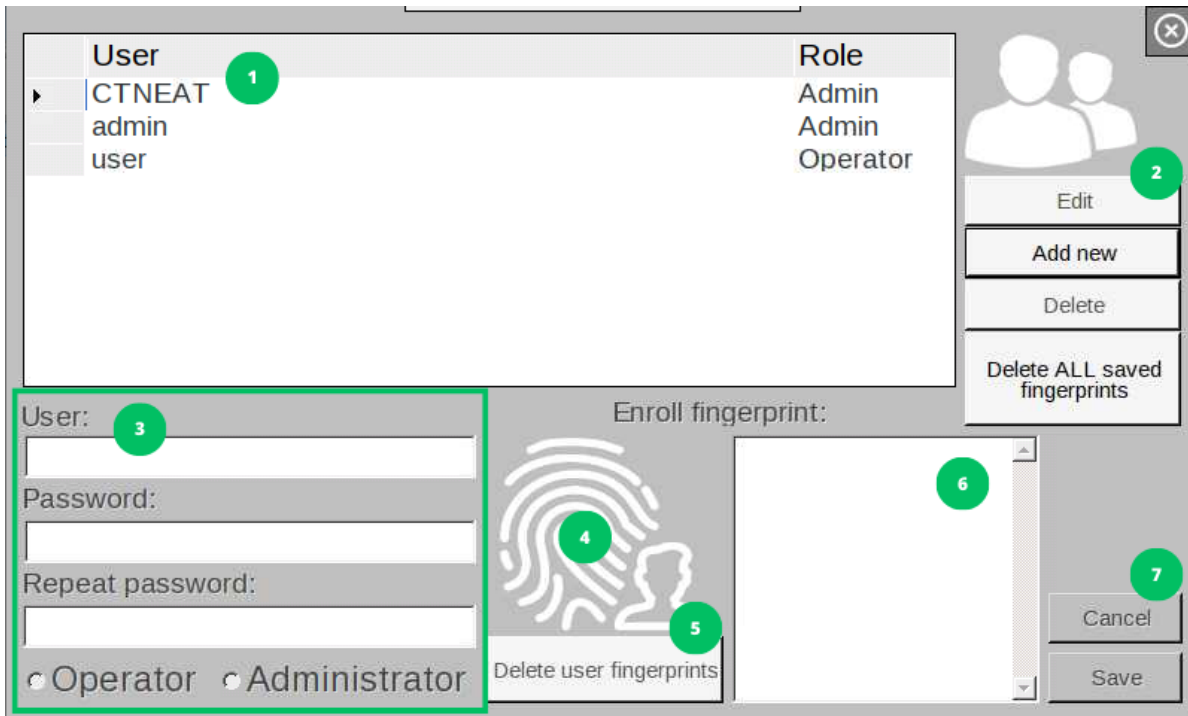 User Role
1
CTNEAT Admin
admin Admin
user Operator
2
Edit
Add new
Delete
Delete ALL saved
fingerprints
User:
3
Password:
Repeat password:
Operator Administrator
Enroll fingerprint:
4
5
Delete user fingerprints
6
7
Cancel
Save